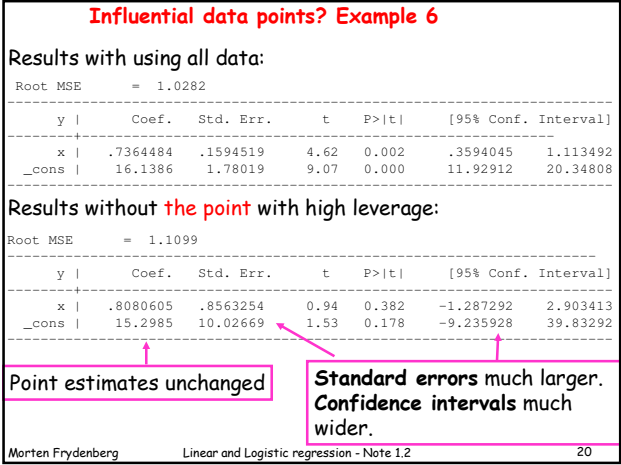 Influential data points? Example 6
Results with using all data:
Root MSE = 1.0282
y | Coef. Std. Err. t P>|t| [95% Conf. Interval]
x | .7364484 .1594519 4.62 0.002 .3594045 1.113492
_cons | 16.1386 1.78019 9.07 0.000 11.92912 20.34808
Results without the point with high leverage:
Root MSE = 1.1099
y | Coef. Std. Err. t P>|t| [95% Conf. Interval]
x | .8080605 .8563254 0.94 0.382 -1.287292 2.903413
_cons | 15.2985 10.02669 1.53 0.178 -9.235928 39.83292
Point estimates unchanged
Standard errors much larger.
Confidence intervals much
wider.
Morten Frydenberg Linear and Logistic regression - Note 1.2 20